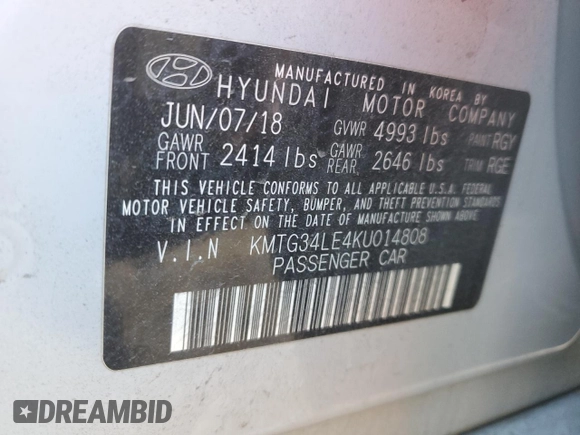 MANUFACTURED IN KOREA BY
HYUNDAI MOTOR COMPANY
JUN/07/18 GVWR 4993 lbs PAINT RGY
GAWR FRONT 2414 lbs GAWR REAR 2646 lbs TRIM RGE
THIS VEHICLE CONFORMS TO ALL APPLICABLE U.S.A. FEDERAL
MOTOR VEHICLE SAFETY, BUMPER, AND THEFT PREVENTION STANDARDS
IN EFFECT ON THE DATE OF MANUFACTURE SHOWN ABOVE.
V.I.N KMTG34LE4KU014808
PASSENGER CAR
DREAMBID